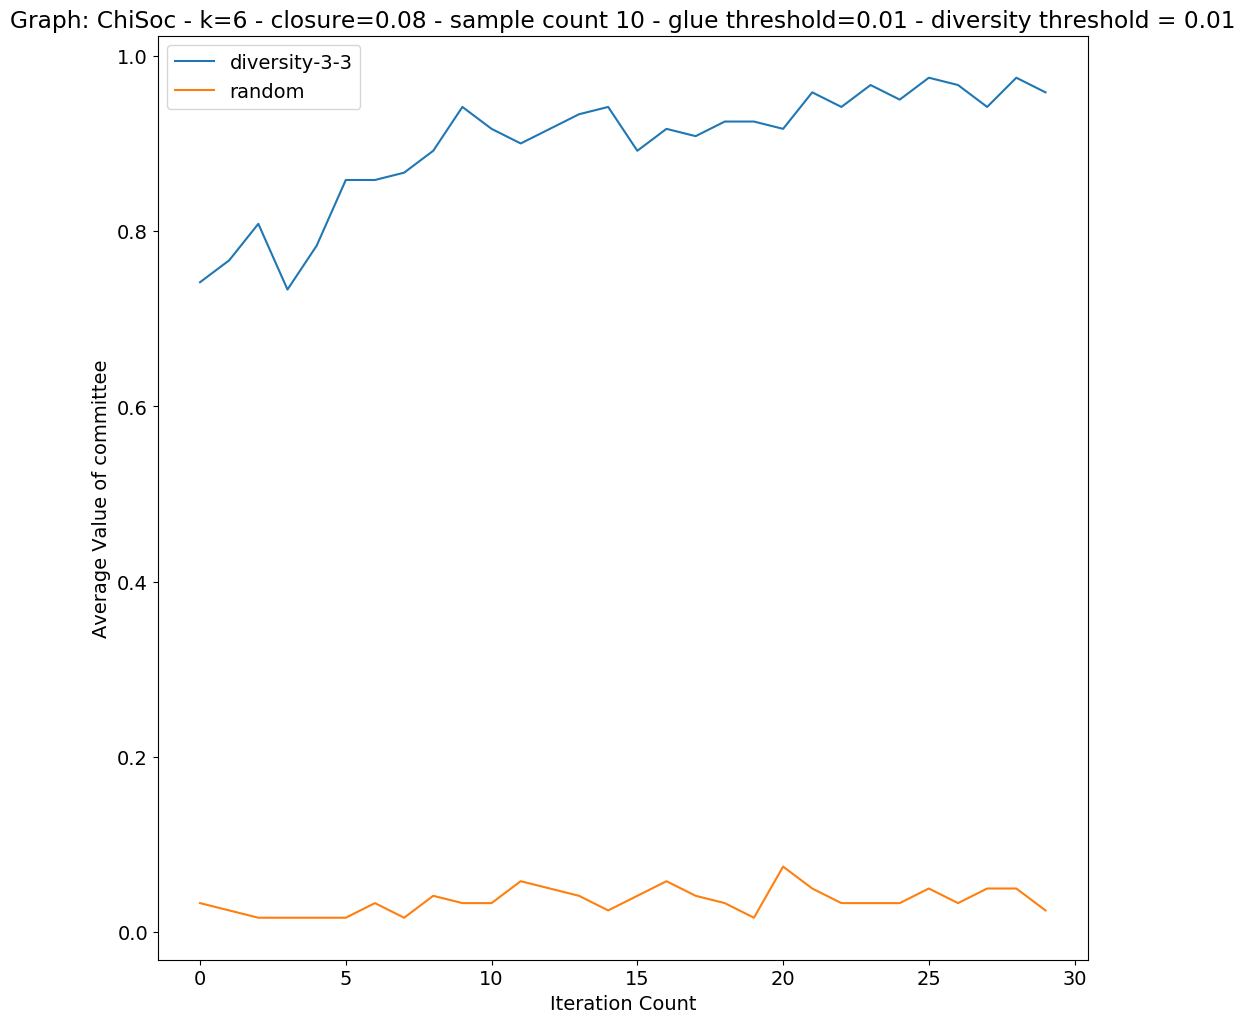 Graph: ChiSoc - k=6 - closure=0.08 - sample count 10 - glue threshold=0.01 - diversity threshold = 0.01
diversity-3-3
random
1.0
0.8
0.6
0.4
0.2
0.0
Average Value of committee
0 5 10 15 20 25 30
Iteration Count